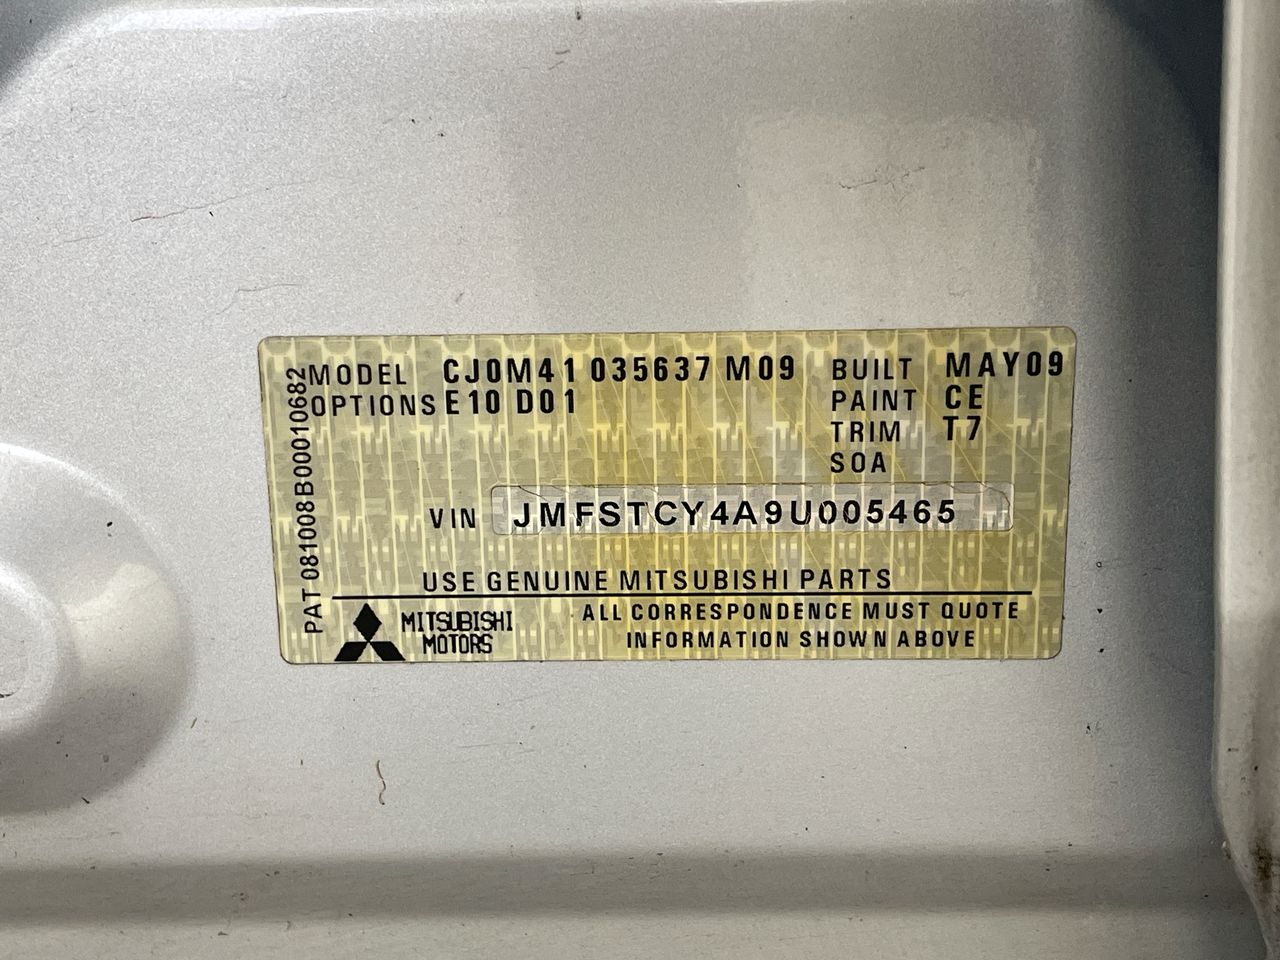 MODEL CJ0M41 035637 M09 BUILT MAY09
OPTIONS E10 D01 PAINT CE
TRIM T7
SOA
VIN JMFSTCY4A9U005465
USE GENUINE MITSUBISHI PARTS
MITSUBISHI MOTORS
ALL CORRESPONDENCE MUST QUOTE
INFORMATION SHOWN ABOVE
PAT 081008B00010682